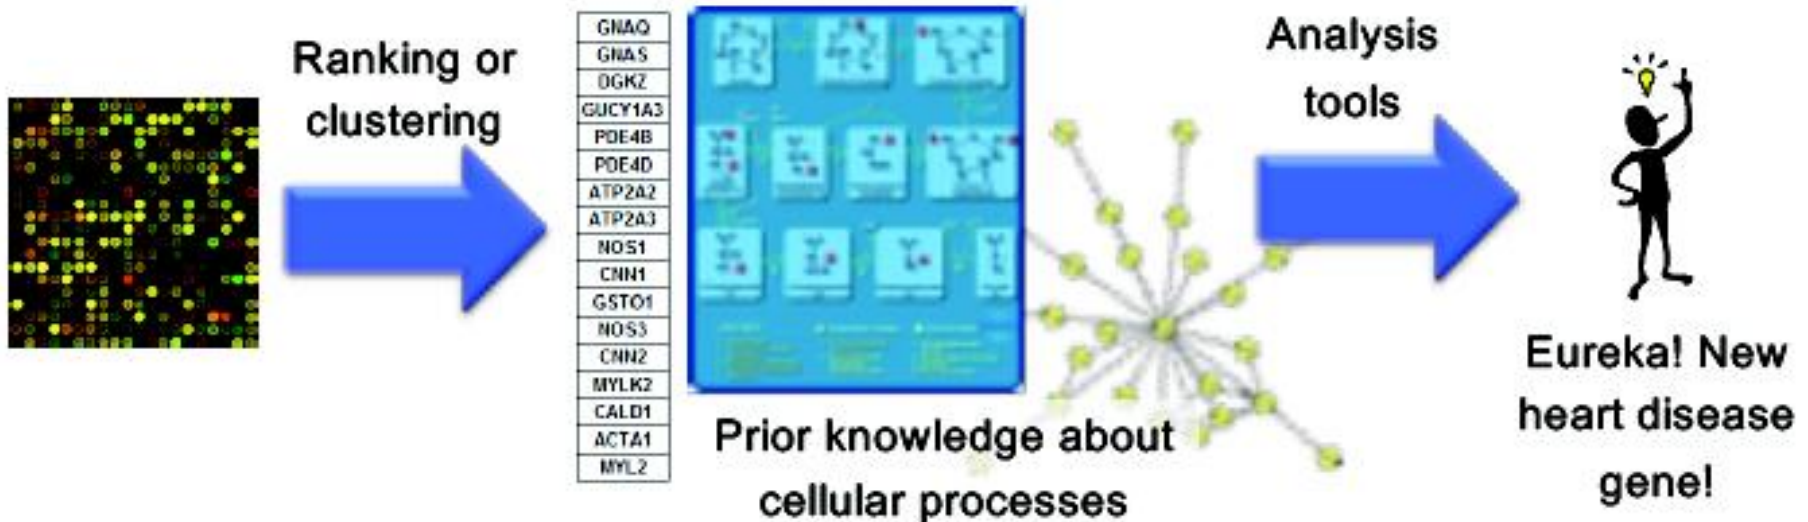 Ranking or
clustering
GNAQ
GNAS
DGKZ
GUCY1A3
PDE4B
PDE4D
ATP2A2
ATP2A3
NOS1
CNN1
GSTO1
NOS3
CNN2
MYLK2
CALD1
ACTA1
MYL2
Prior knowledge about
cellular processes
Analysis
tools
Eureka! New
heart disease
gene!